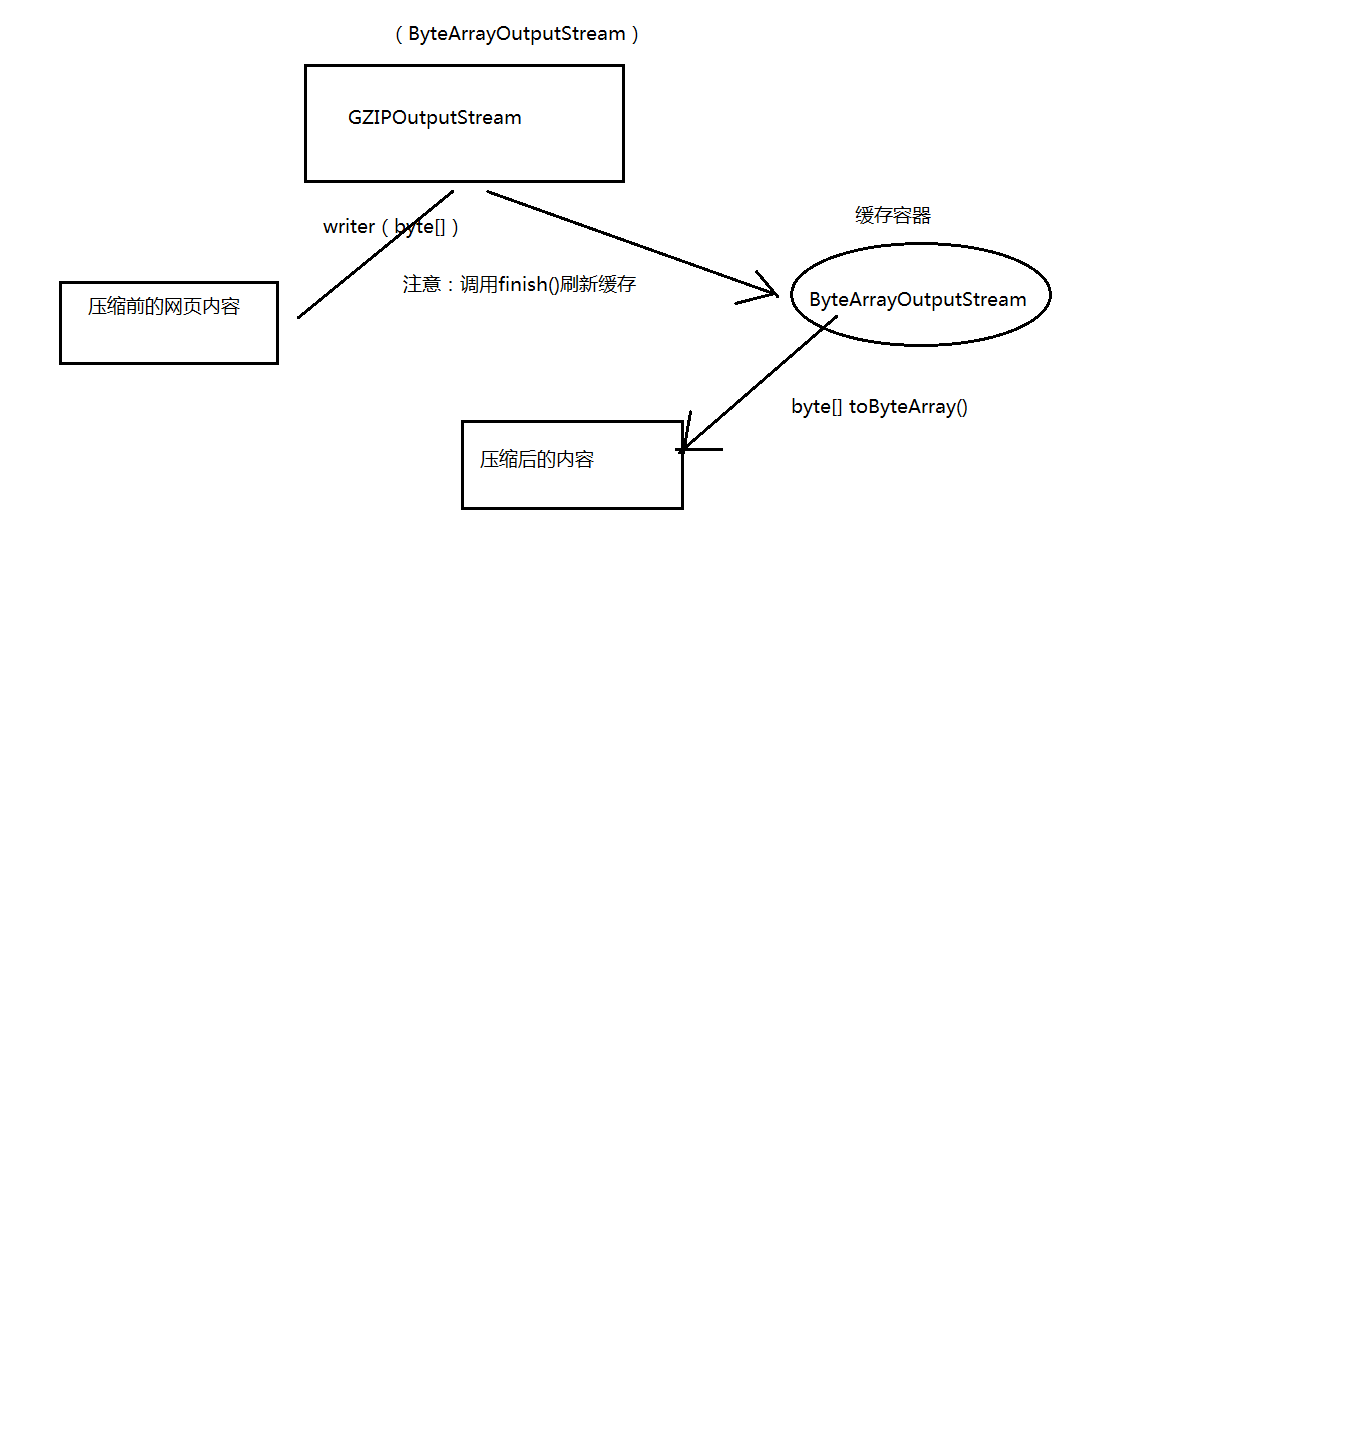 （ByteArrayOutputStream）
GZIPOutputStream
缓存容器
writer（byte[]）
注意：调用finish()刷新缓存
ByteArrayOutputStream
压缩前的网页内容
byte[] toByteArray()
压缩后的内容